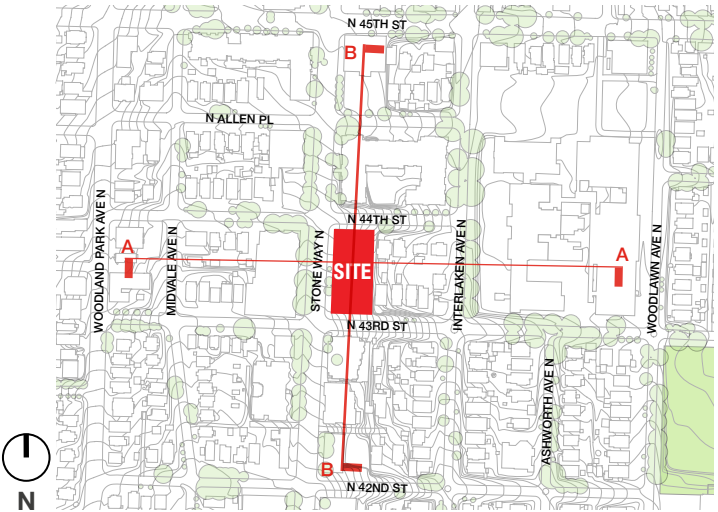 N 45TH ST
B
N ALLEN PL
WOODLAND PARK AVE N
MIDVALE AVE N
STONE WAY N
N 44TH ST
INTERLAKEN AVE N
WOODLAWN AVE N
A
A
SITE
N 43RD ST
ASHWORTH AVE N
B
N 42ND ST
N